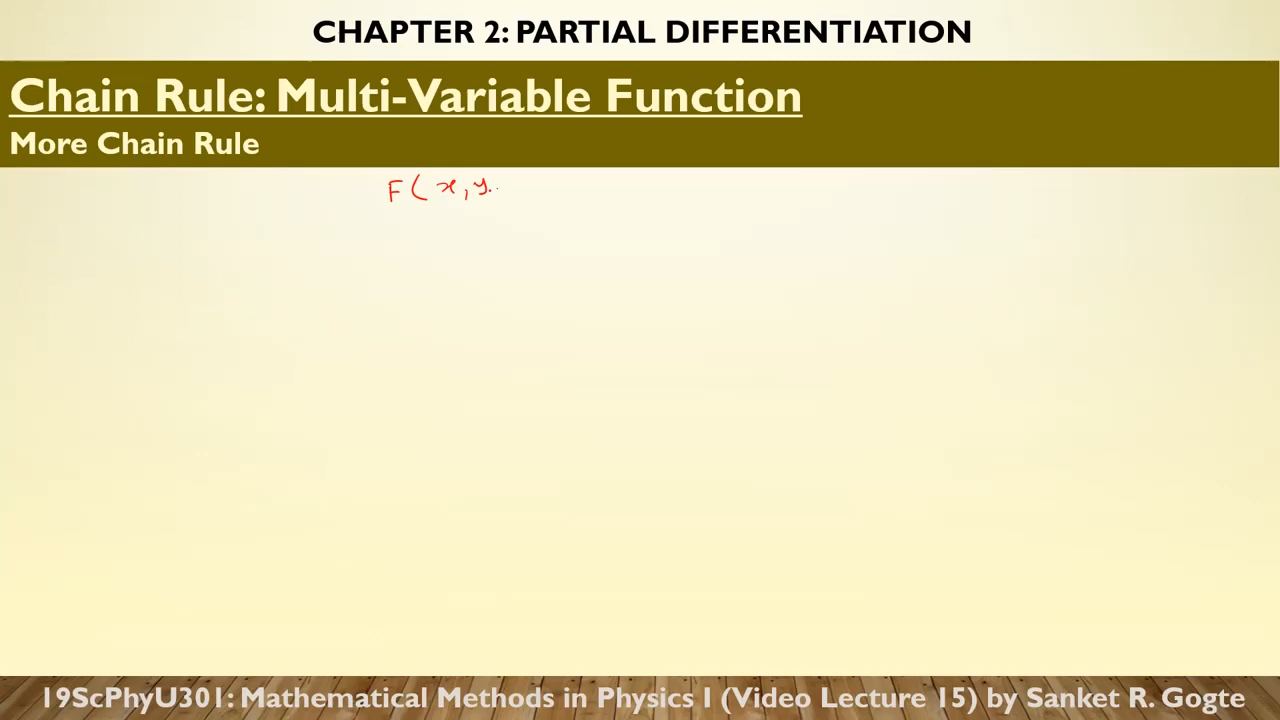 CHAPTER 2: PARTIAL DIFFERENTIATION
Chain Rule: Multi-Variable Function
More Chain Rule
F(x,y.
19ScPhyU301: Mathematical Methods in Physics I (Video Lecture 15) by Sanket R. Gogte